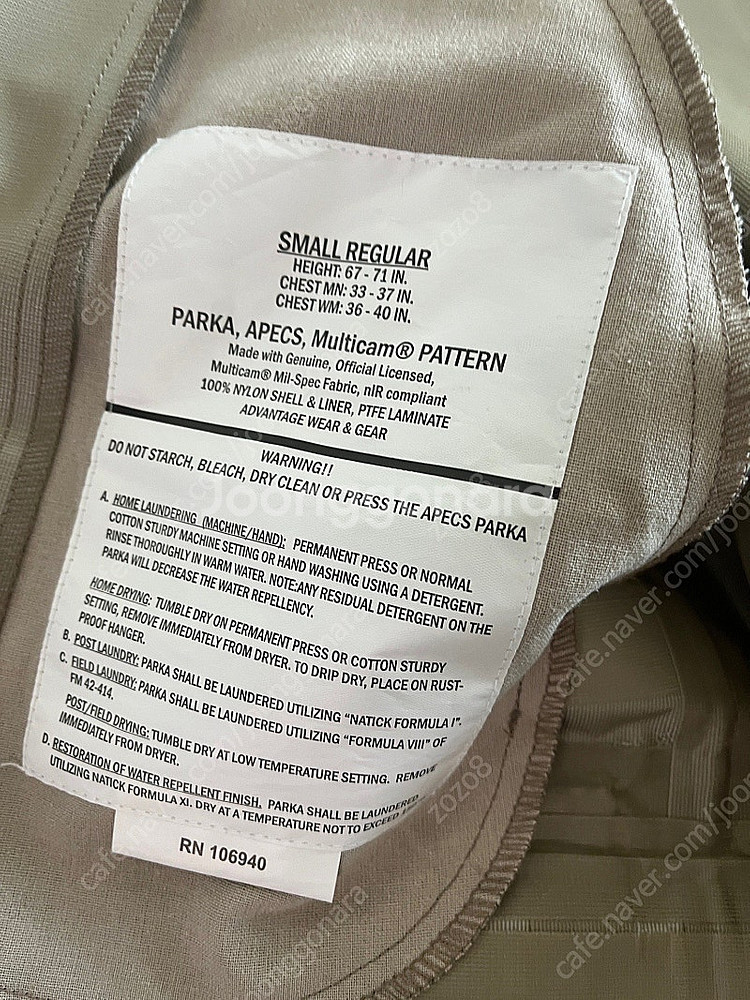 SMALL REGULAR
HEIGHT: 67 - 71 IN.
CHEST MN: 33 - 37 IN.
CHEST WM: 36 - 40 IN.
PARKA, APECS, Multicam® PATTERN
Made with Genuine, Official Licensed,
Multicam® Mil-Spec Fabric, nIR compliant
100% NYLON SHELL & LINER, PTFE LAMINATE
ADVANTAGE WEAR & GEAR
WARNING!!
DO NOT STARCH, BLEACH, DRY CLEAN OR PRESS THE APECS PARKA
A. HOME LAUNDERING (MACHINE/HAND): PERMANENT PRESS OR NORMAL
COTTON STURDY MACHINE SETTING OR HAND WASHING USING A DETERGENT.
RINSE THOROUGHLY IN WARM WATER. NOTE:ANY RESIDUAL DETERGENT ON THE
PARKA WILL DECREASE THE WATER REPELLENCY.
HOME DRYING: TUMBLE DRY ON PERMANENT PRESS OR COTTON STURDY
SETTING, REMOVE IMMEDIATELY FROM DRYER. TO DRIP DRY, PLACE ON RUST-
PROOF HANGER.
B. POST LAUNDRY: PARKA SHALL BE LAUNDERED UTILIZING “NATICK FORMULA I”.
C. FIELD LAUNDRY: PARKA SHALL BE LAUNDERED UTILIZING “FORMULA VIII” OF
FM 42-414.
POST/FIELD DRYING: TUMBLE DRY AT LOW TEMPERATURE SETTING. REMOVE
IMMEDIATELY FROM DRYER.
D. RESTORATION OF WATER REPELLENT FINISH. PARKA SHALL BE LAUNDERED
UTILIZING NATICK FORMULA XI. DRY AT A TEMPERATURE NOT TO EXCEED
RN 106940
Joonggonara
cafe.naver.com/joonggonara
zozo8